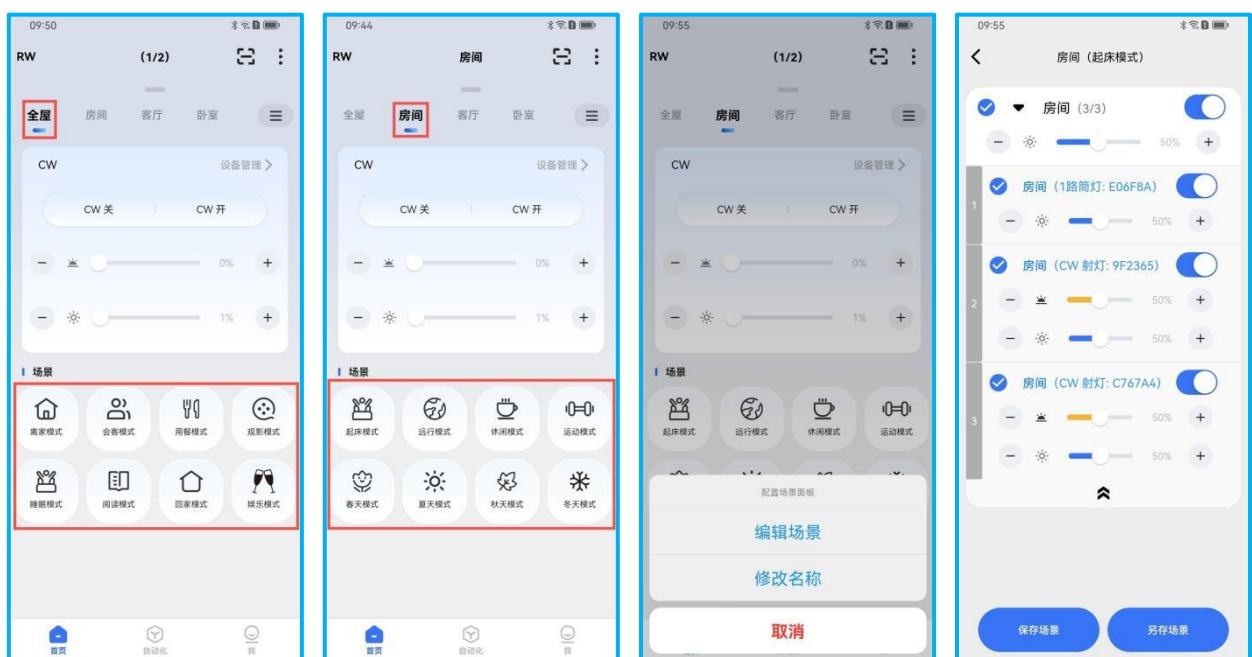 09:50
RW
(1/2)
全屋 房间 客厅 卧室
CW
设备管理 >
CW 关 CW 开
0%
1%
场景
离家模式 会客模式 用餐模式 观影模式
睡眠模式 阅读模式 回家模式 娱乐模式
首页 自动化 我
09:44
RW
房间
全屋 房间 客厅 卧室
CW
设备管理 >
CW 关 CW 开
0%
1%
场景
起床模式 远行模式 休闲模式 运动模式
春天模式 夏天模式 秋天模式 冬天模式
首页 自动化 我
09:55
RW
(1/2)
全屋 房间 客厅 卧室
CW
设备管理 >
CW 关 CW 开
0%
1%
场景
起床模式 远行模式 休闲模式 运动模式
配置场景面板
编辑场景
修改名称
取消
09:55
房间（起床模式）
房间 (3/3)
50%
1
房间（1路筒灯: E06F8A）
50%
2
房间（CW 射灯: 9F2365）
50%
50%
3
房间（CW 射灯: C767A4）
50%
50%
保存场景 另存场景